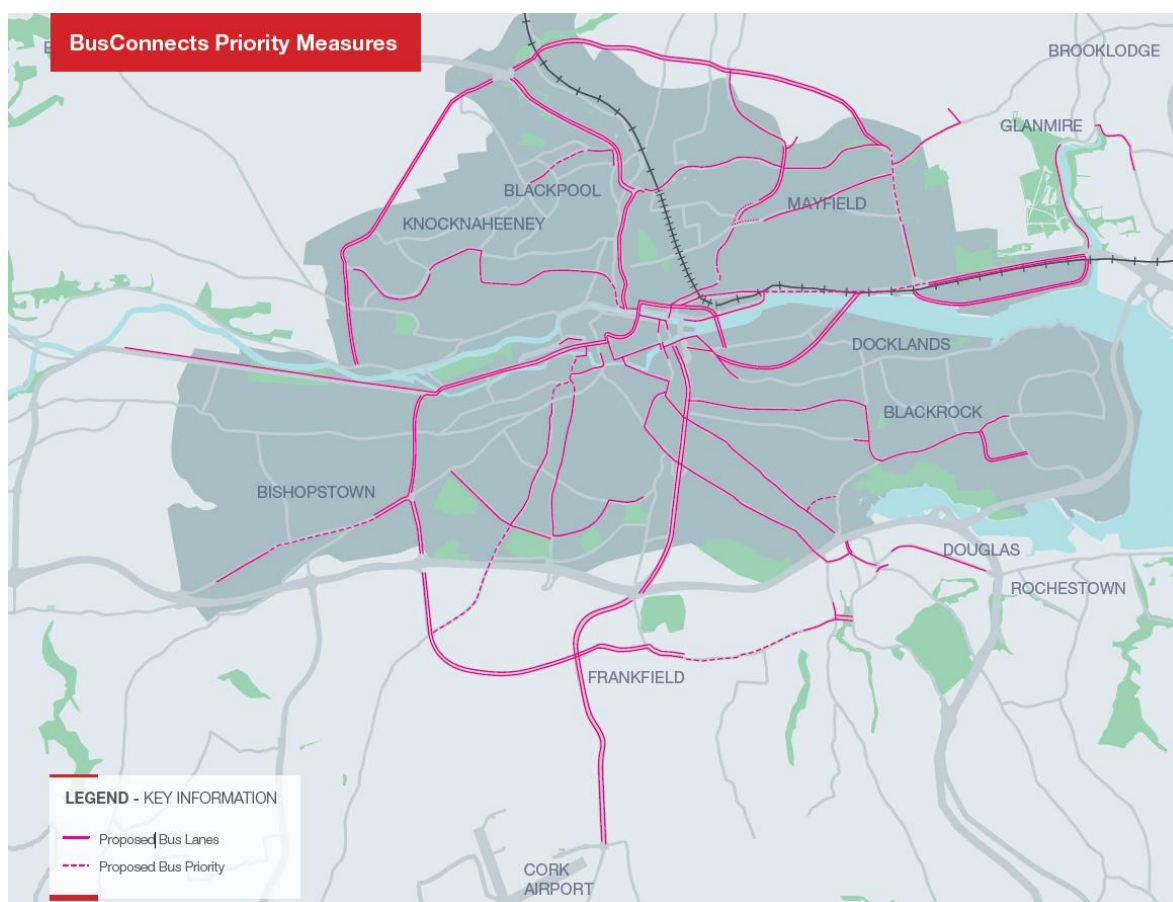 BusConnects Priority Measures
BROOKLODGE
GLANMIRE
BLACKPOOL
MAYFIELD
KNOCKNAHEENEY
DOCKLANDS
BLACKROCK
BISHOPSTOWN
DOUGLAS
ROCHESTOWN
FRANKFIELD
LEGEND - KEY INFORMATION
Proposed Bus Lanes
Proposed Bus Priority
CORK
AIRPORT